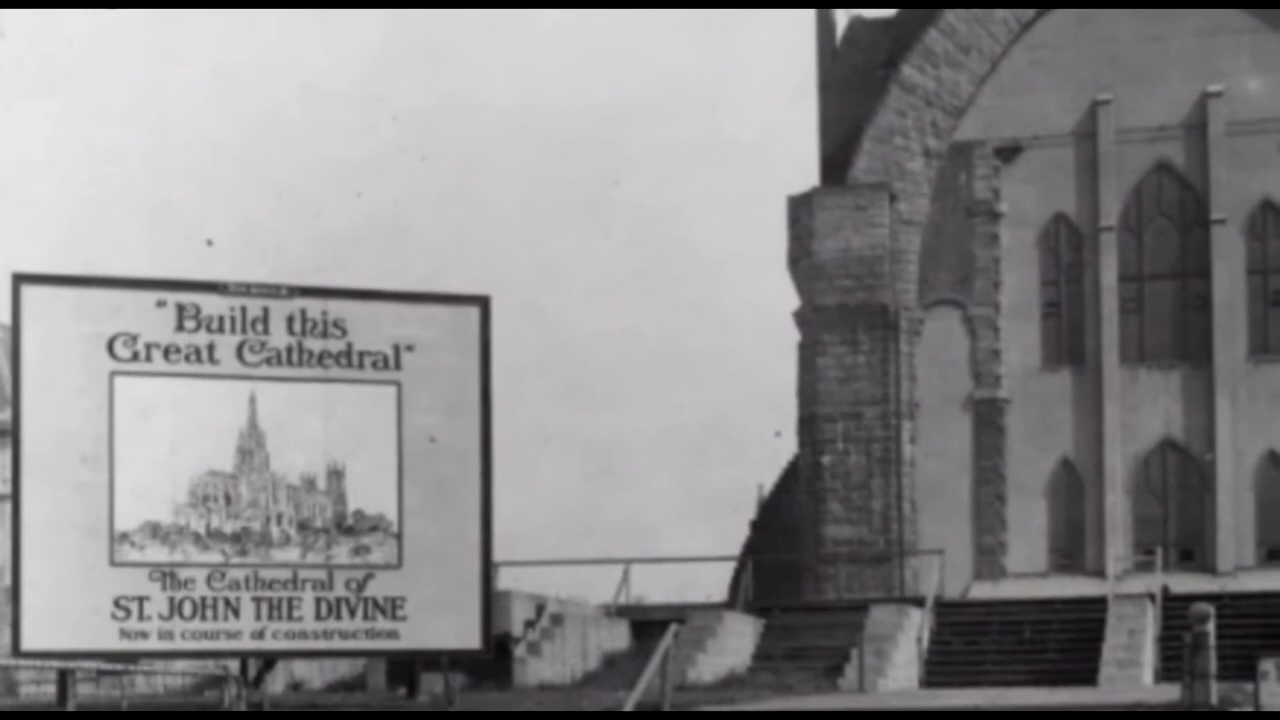 "Build this
Great Cathedral"
The Cathedral of
ST. JOHN THE DIVINE
Now in course of construction